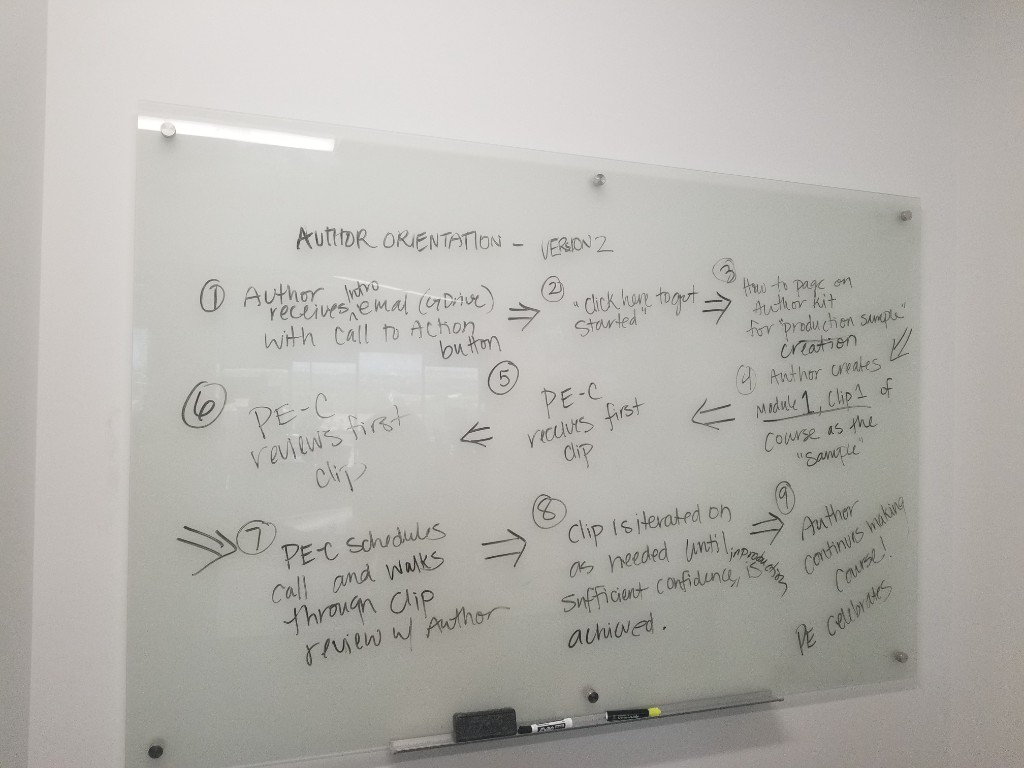 AUTHOR ORIENTATION - VERSION 2
1 Author Intro
receives ^ email (GDrive)
with Call to Action
button
2 "click here to get
started"
3 How to page on
Author kit
for "production sample"
creation
4 Author creates
Module 1, Clip 1 of
Course as the
"sample"
5 PE-C
receives first
clip
6 PE-C
reviews first
clip
7 PE-C schedules
call and walks
through clip
review w/ Author
8 Clip is iterated on
as needed until
sufficient confidence, in production, is
achieved.
9 Author
continues making
course!
PE celebrates